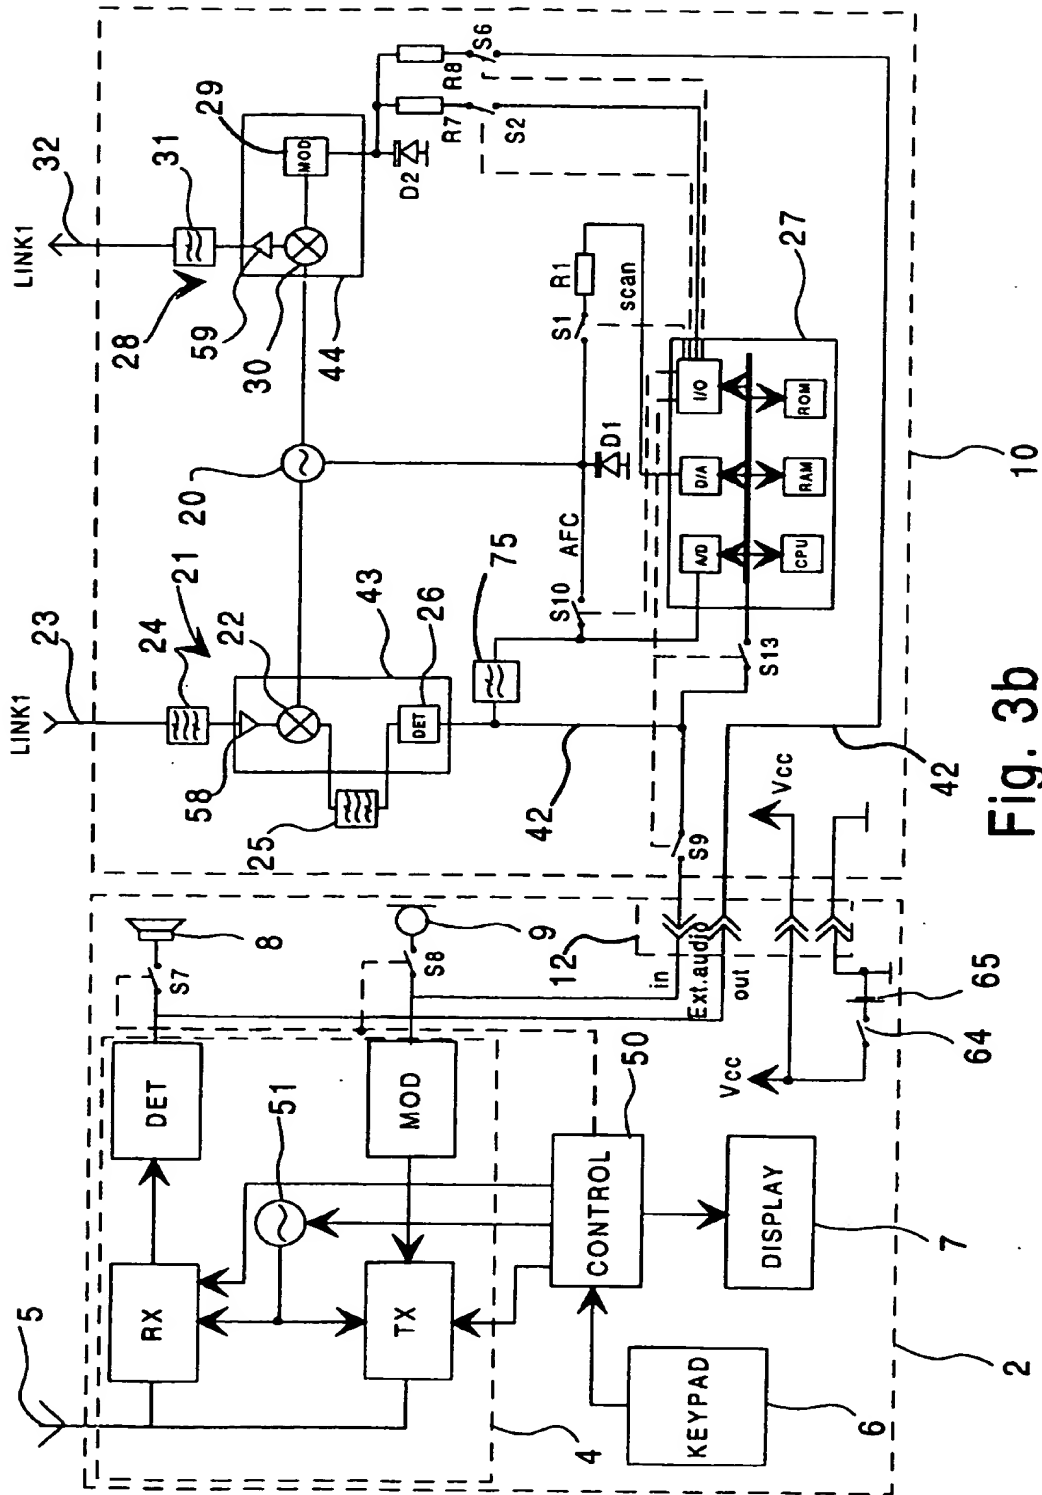 5
RX
DET
S7
8
51
TX
MOD
S8
9
4
CONTROL
50
KEYPAD
6
DISPLAY
7
2
12
in
Ext.audio
out
Vcc
64
65
LINK1
23
24
21
22
58
25
43
DET
26
75
42
S9
S13
S10
AFC
20
D1
S1
R1
scan
A/D
D/A
I/O
CPU
RAM
ROM
27
Vcc
42
10
LINK1
32
31
28
59
30
44
29
MOD
D2
R7
R8
S2
S6
Fig. 3b